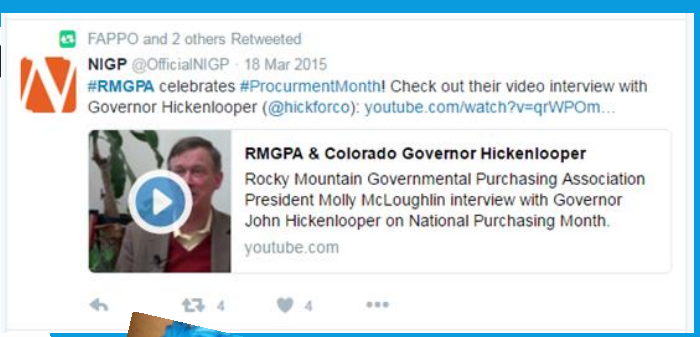 FAPPO and 2 others Retweeted
NIGP @OfficialNIGP · 18 Mar 2015
#RMGPA celebrates #ProcurmentMonth! Check out their video interview with
Governor Hickenlooper (@hickforco): youtube.com/watch?v=qrWPOm...
RMGPA & Colorado Governor Hickenlooper
Rocky Mountain Governmental Purchasing Association
President Molly McLoughlin interview with Governor
John Hickenlooper on National Purchasing Month.
youtube.com
4 4